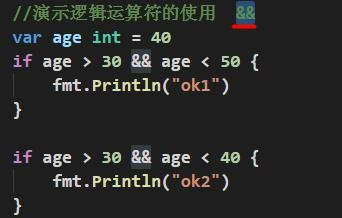 //演示逻辑运算符的使用  &&
var age int = 40
if age > 30 && age < 50 {
    fmt.Println("ok1")
}
if age > 30 && age < 40 {
    fmt.Println("ok2")
}